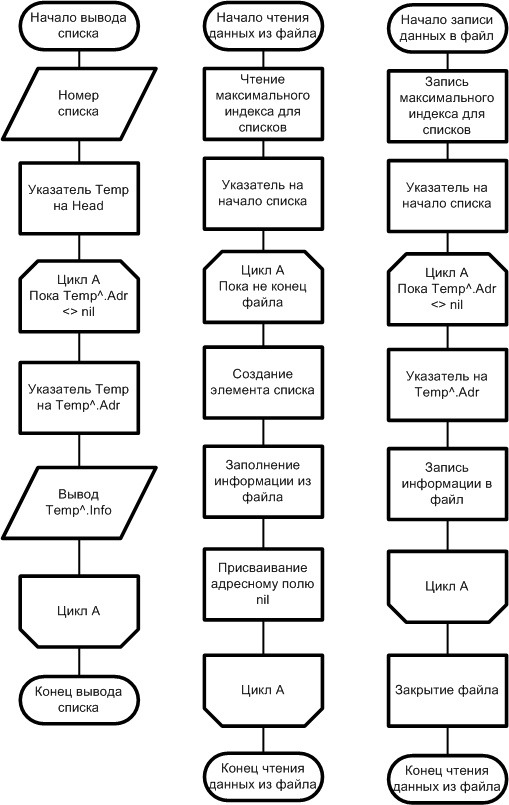 Начало вывода
списка
Номер
списка
Указатель Temp
на Head
Цикл А
Пока Temp^.Adr
<> nil
Указатель Temp
на Temp^.Adr
Вывод
Temp^.Info
Цикл А
Конец вывода
списка
Начало чтения
данных из файла
Чтение
максимального
индекса для
списков
Указатель на
начало списка
Цикл А
Пока не конец
файла
Создание
элемента списка
Заполнение
информации из
файла
Присваивание
адресному полю
nil
Цикл А
Конец чтения
данных из файла
Начало записи
данных в файл
Запись
максимального
индекса для
списков
Указатель на
начало списка
Цикл А
Пока Temp^.Adr
<> nil
Указатель на
Temp^.Adr
Запись
информации в
файл
Цикл А
Закрытие файла
Конец чтения
данных из файла